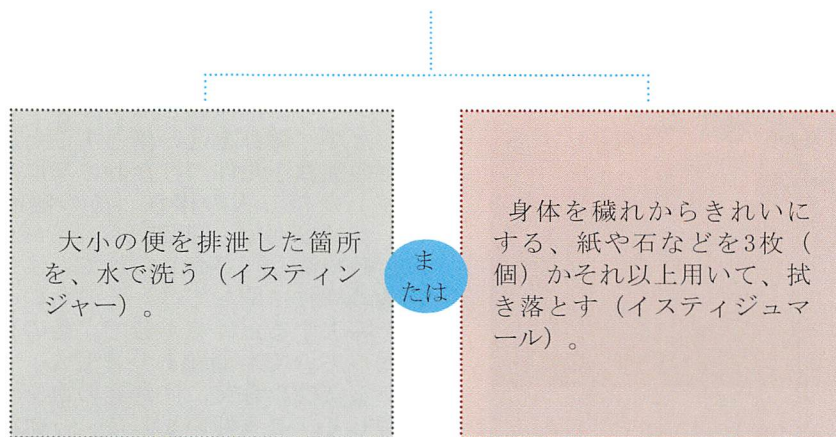 大小の便を排泄した箇所
を、水で洗う（イスティン
ジャー）。
ま
たは
身体を穢れからきれいに
する、紙や石などを3枚（
個）かそれ以上用いて、拭
き落とす（イスティジュマ
ール）。